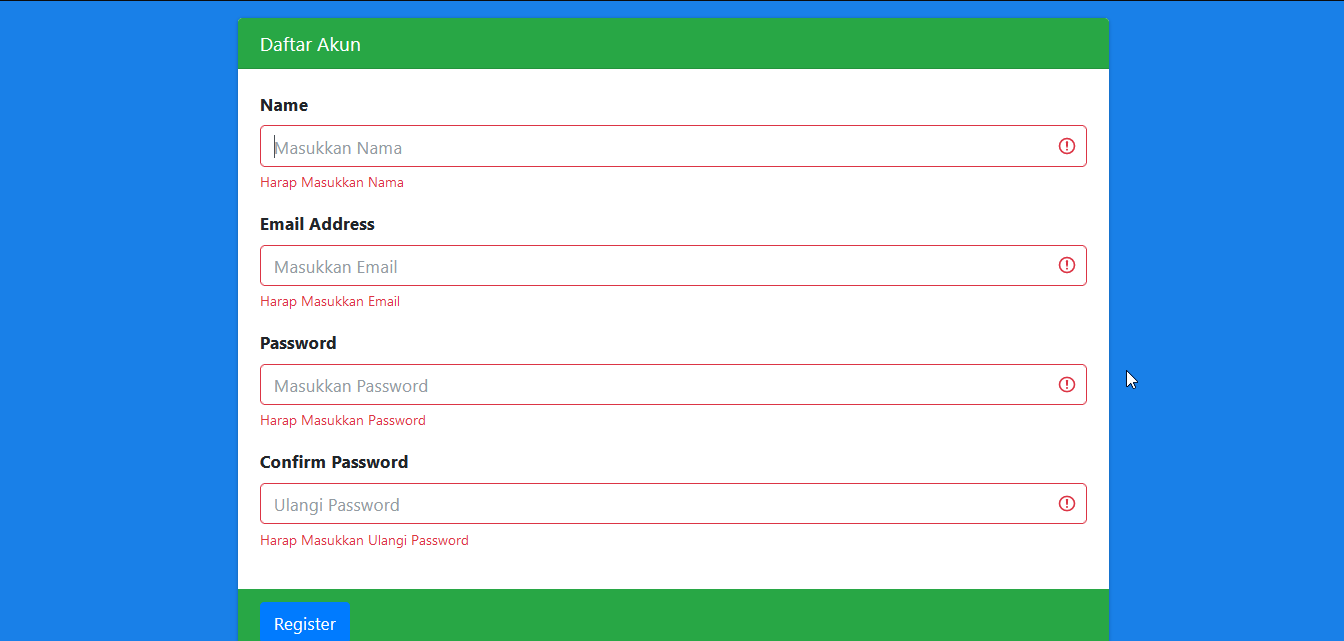 Daftar Akun
Name
Masukkan Nama
Harap Masukkan Nama
Email Address
Masukkan Email
Harap Masukkan Email
Password
Masukkan Password
Harap Masukkan Password
Confirm Password
Ulangi Password
Harap Masukkan Ulangi Password
Register